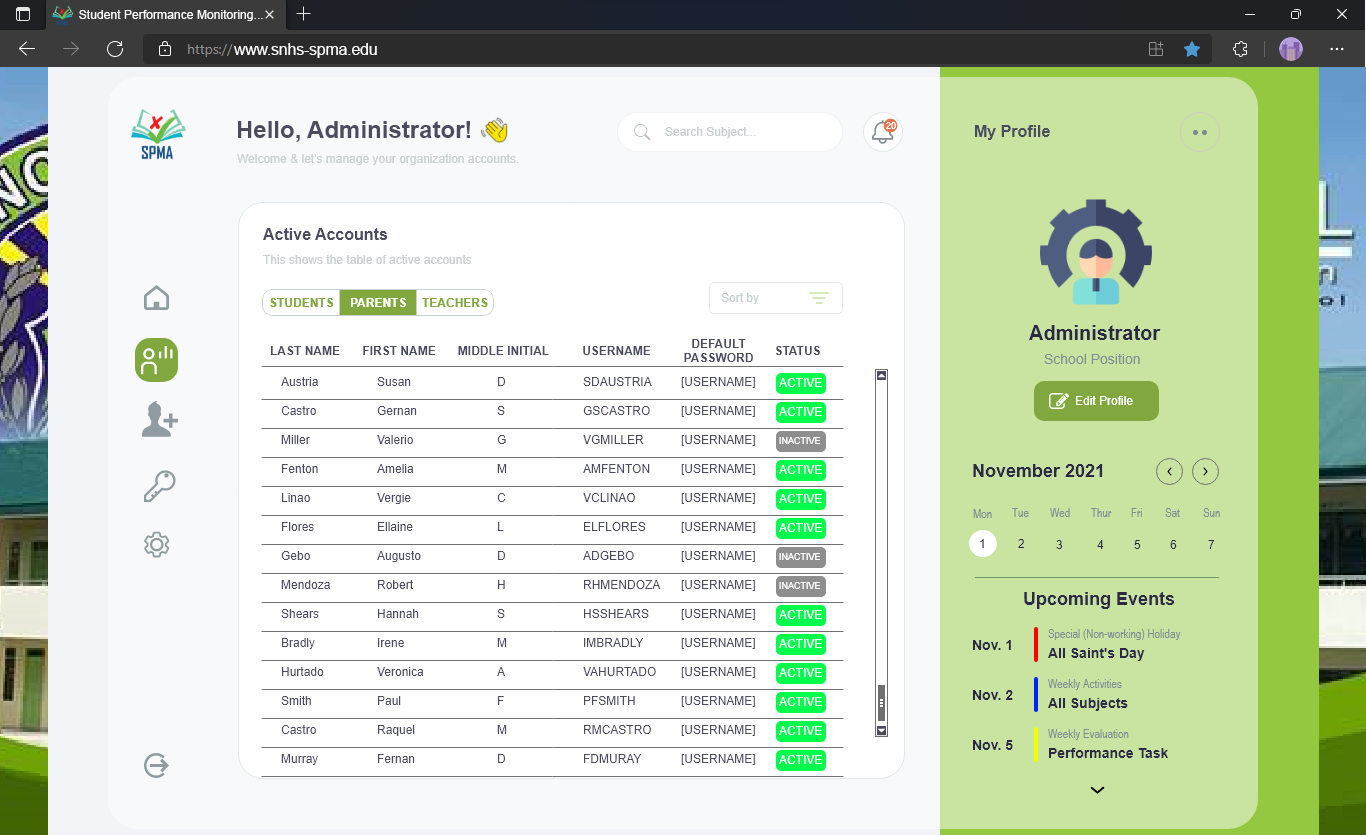 Student Performance Monitoring...
https://www.snhs-spma.edu
SPMA
Hello, Administrator!
Welcome & let's manage your organization accounts.
Search Subject...
20
Active Accounts
This shows the table of active accounts
STUDENTS PARENTS TEACHERS
Sort by
LAST NAME FIRST NAME MIDDLE INITIAL USERNAME DEFAULT PASSWORD STATUS
Austria Susan D SDAUSTRIA [USERNAME] ACTIVE
Castro Gernan S GSCASTRO [USERNAME] ACTIVE
Miller Valerio G VGMILLER [USERNAME] INACTIVE
Fenton Amelia M AMFENTON [USERNAME] ACTIVE
Linao Vergie C VCLINAO [USERNAME] ACTIVE
Flores Ellaine L ELFLORES [USERNAME] ACTIVE
Gebo Augusto D ADGEBO [USERNAME] INACTIVE
Mendoza Robert H RHMENDOZA [USERNAME] INACTIVE
Shears Hannah S HSSHEARS [USERNAME] ACTIVE
Bradly Irene M IMBRADLY [USERNAME] ACTIVE
Hurtado Veronica A VAHURTADO [USERNAME] ACTIVE
Smith Paul F PFSMITH [USERNAME] ACTIVE
Castro Raquel M RMCASTRO [USERNAME] ACTIVE
Murray Fernan D FDMURAY [USERNAME] ACTIVE
My Profile
Administrator
School Position
Edit Profile
November 2021
Mon Tue Wed Thur Fri Sat Sun
1 2 3 4 5 6 7
Upcoming Events
Nov. 1
Special (Non-working) Holiday
All Saint's Day
Nov. 2
Weekly Activities
All Subjects
Nov. 5
Weekly Evaluation
Performance Task